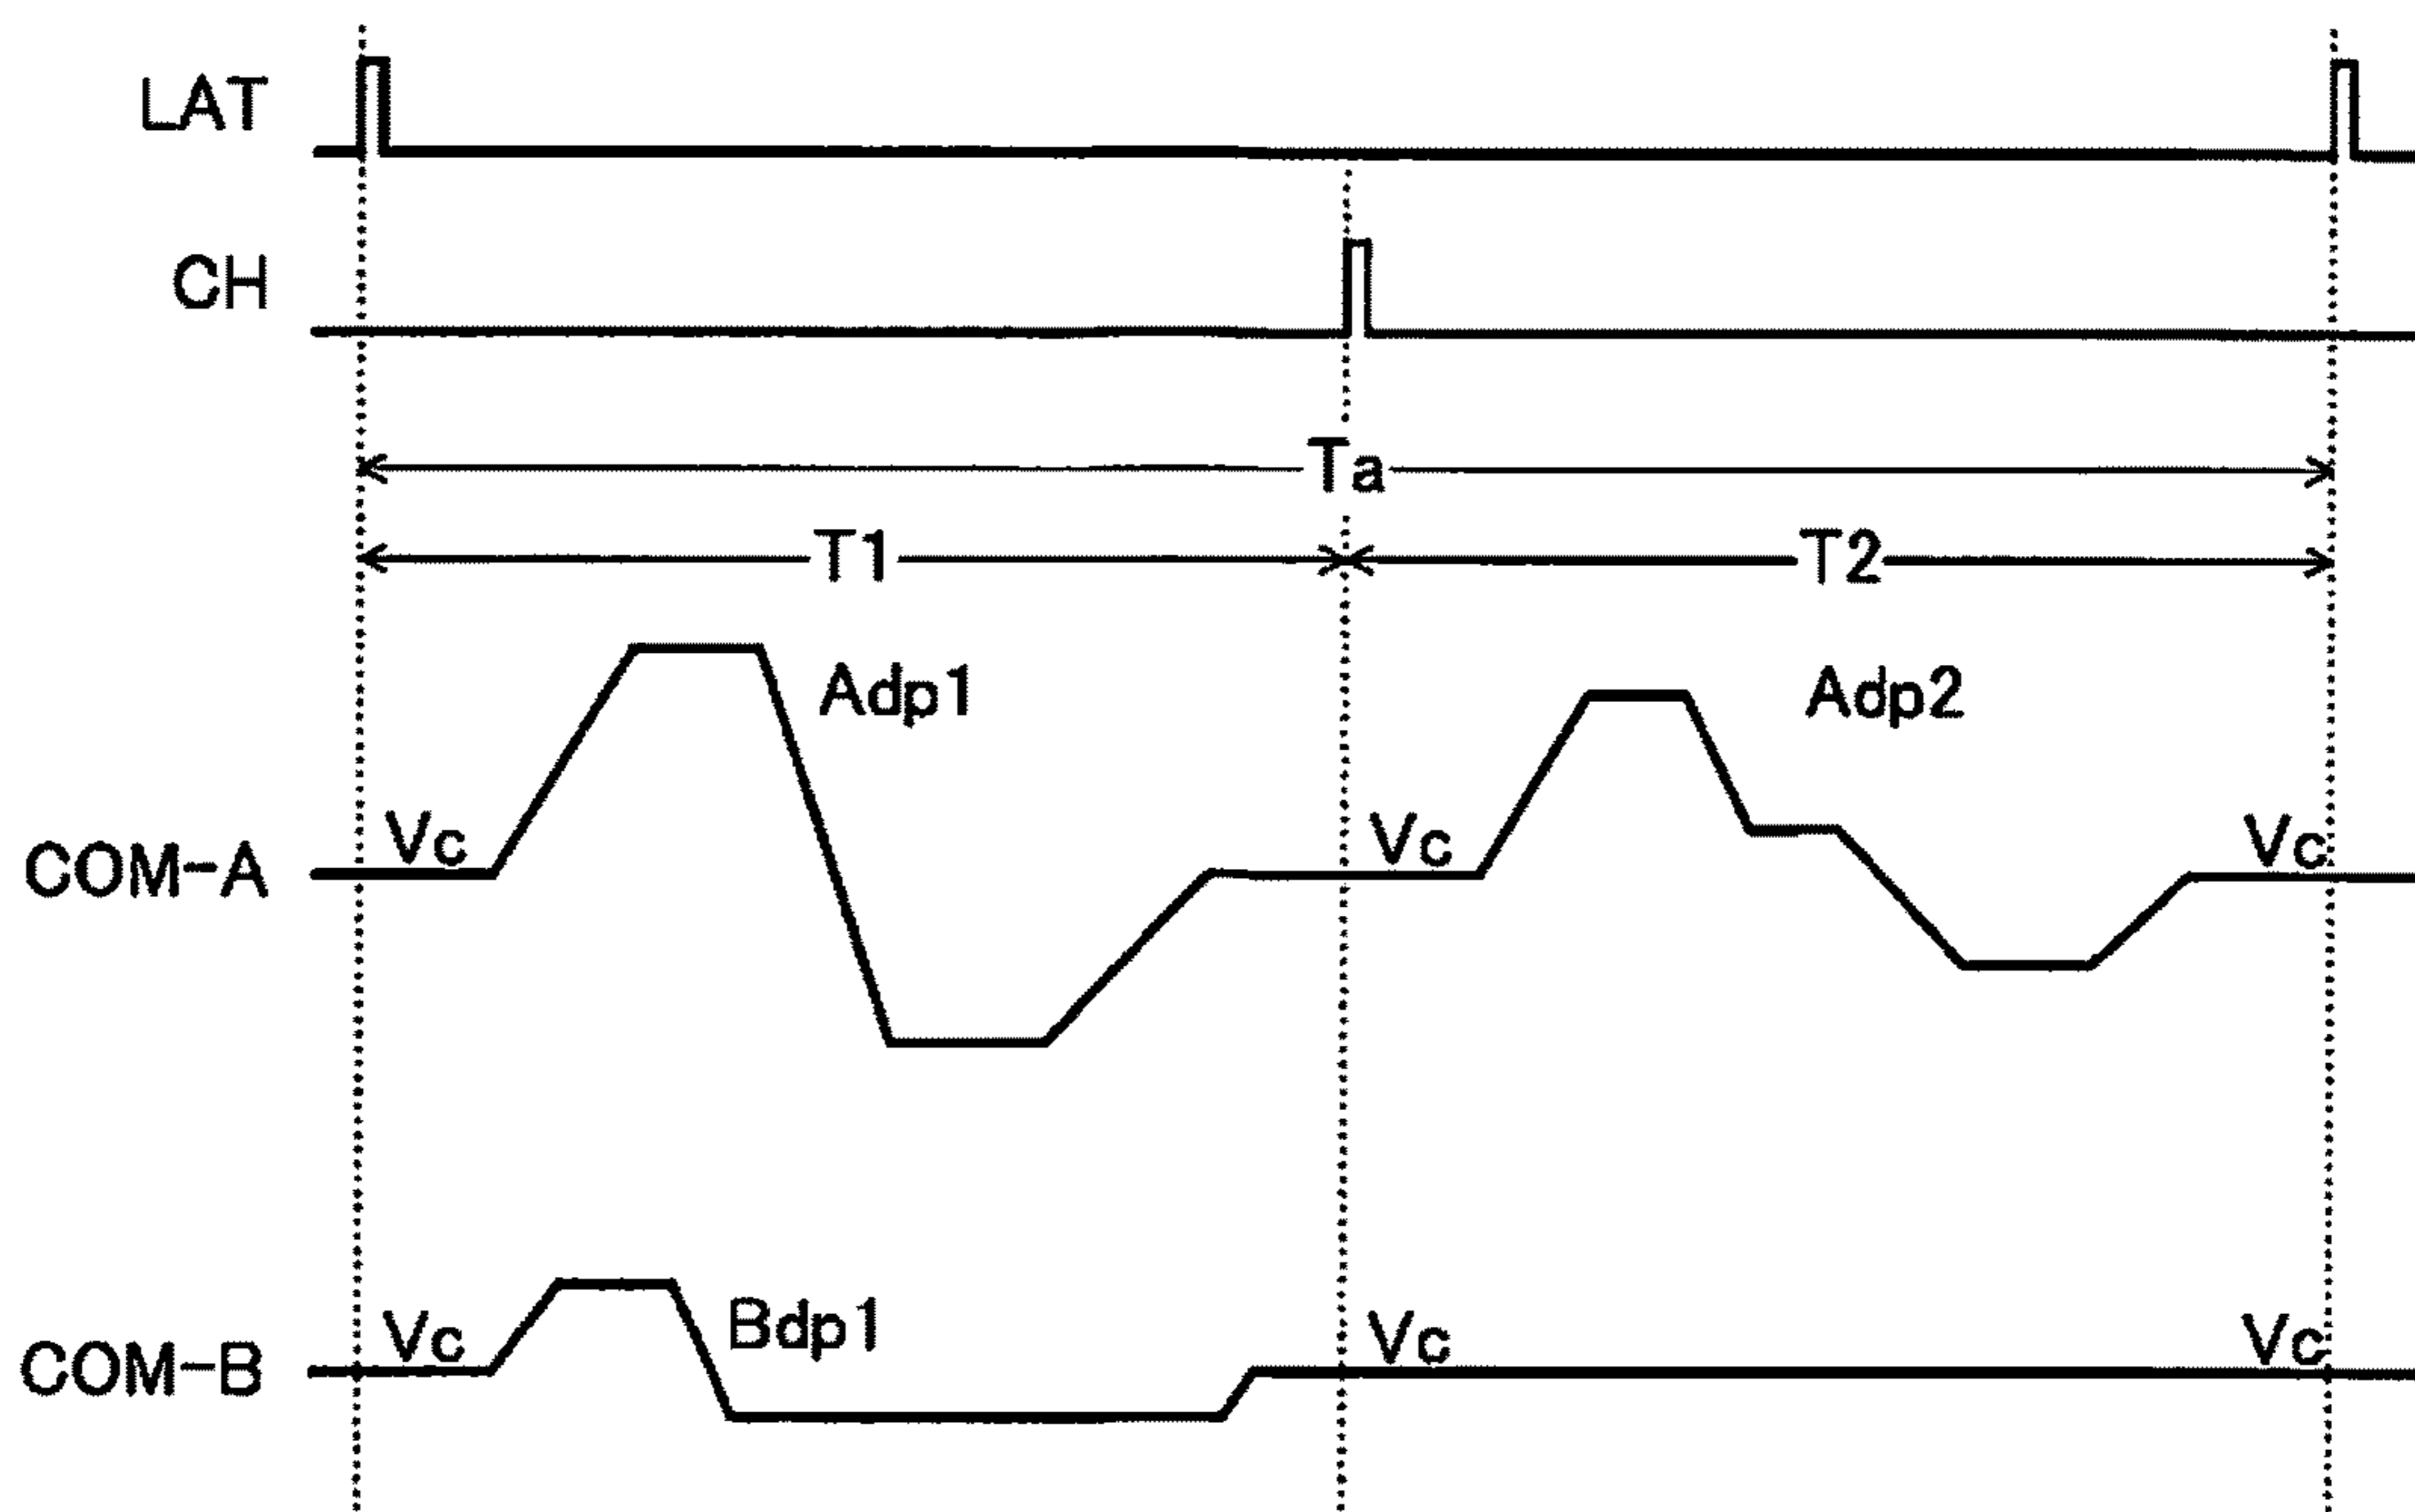 LAT
CH
Ta
T1 T2
Adp1 Adp2
COM-A Vc Vc Vc
Bdp1
COM-B Vc Vc Vc